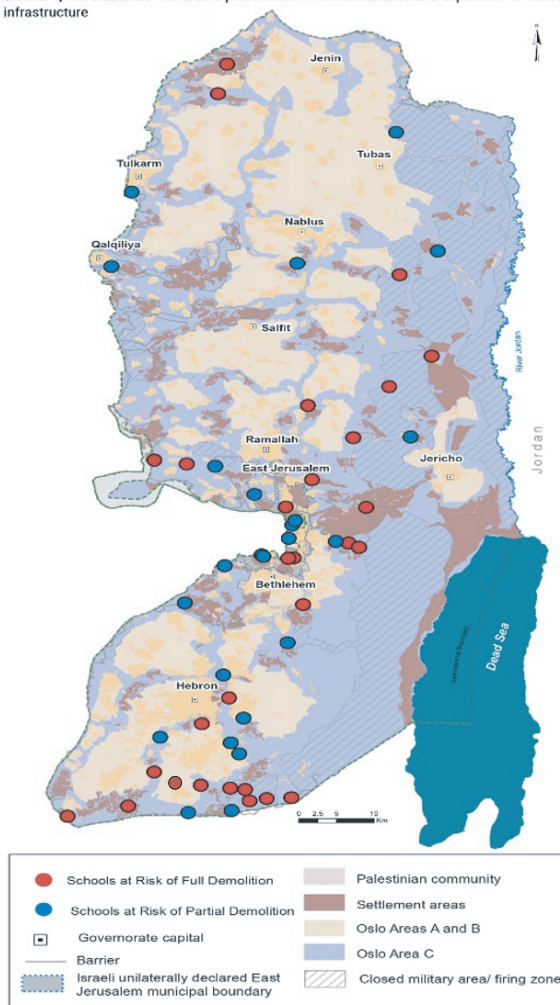 infrastructure
Jenin
Tubas
Tulkarm
Nablus
Qalqiliya
Salfit
River Jordan
Jordan
Ramallah
East Jerusalem
Jericho
Bethlehem
Dead Sea
Hebron
0 2.5 5 10
Km
Schools at Risk of Full Demolition
Schools at Risk of Partial Demolition
Governorate capital
Barrier
Israeli unilaterally declared East
Jerusalem municipal boundary
Palestinian community
Settlement areas
Oslo Areas A and B
Oslo Area C
Closed military area/ firing zone